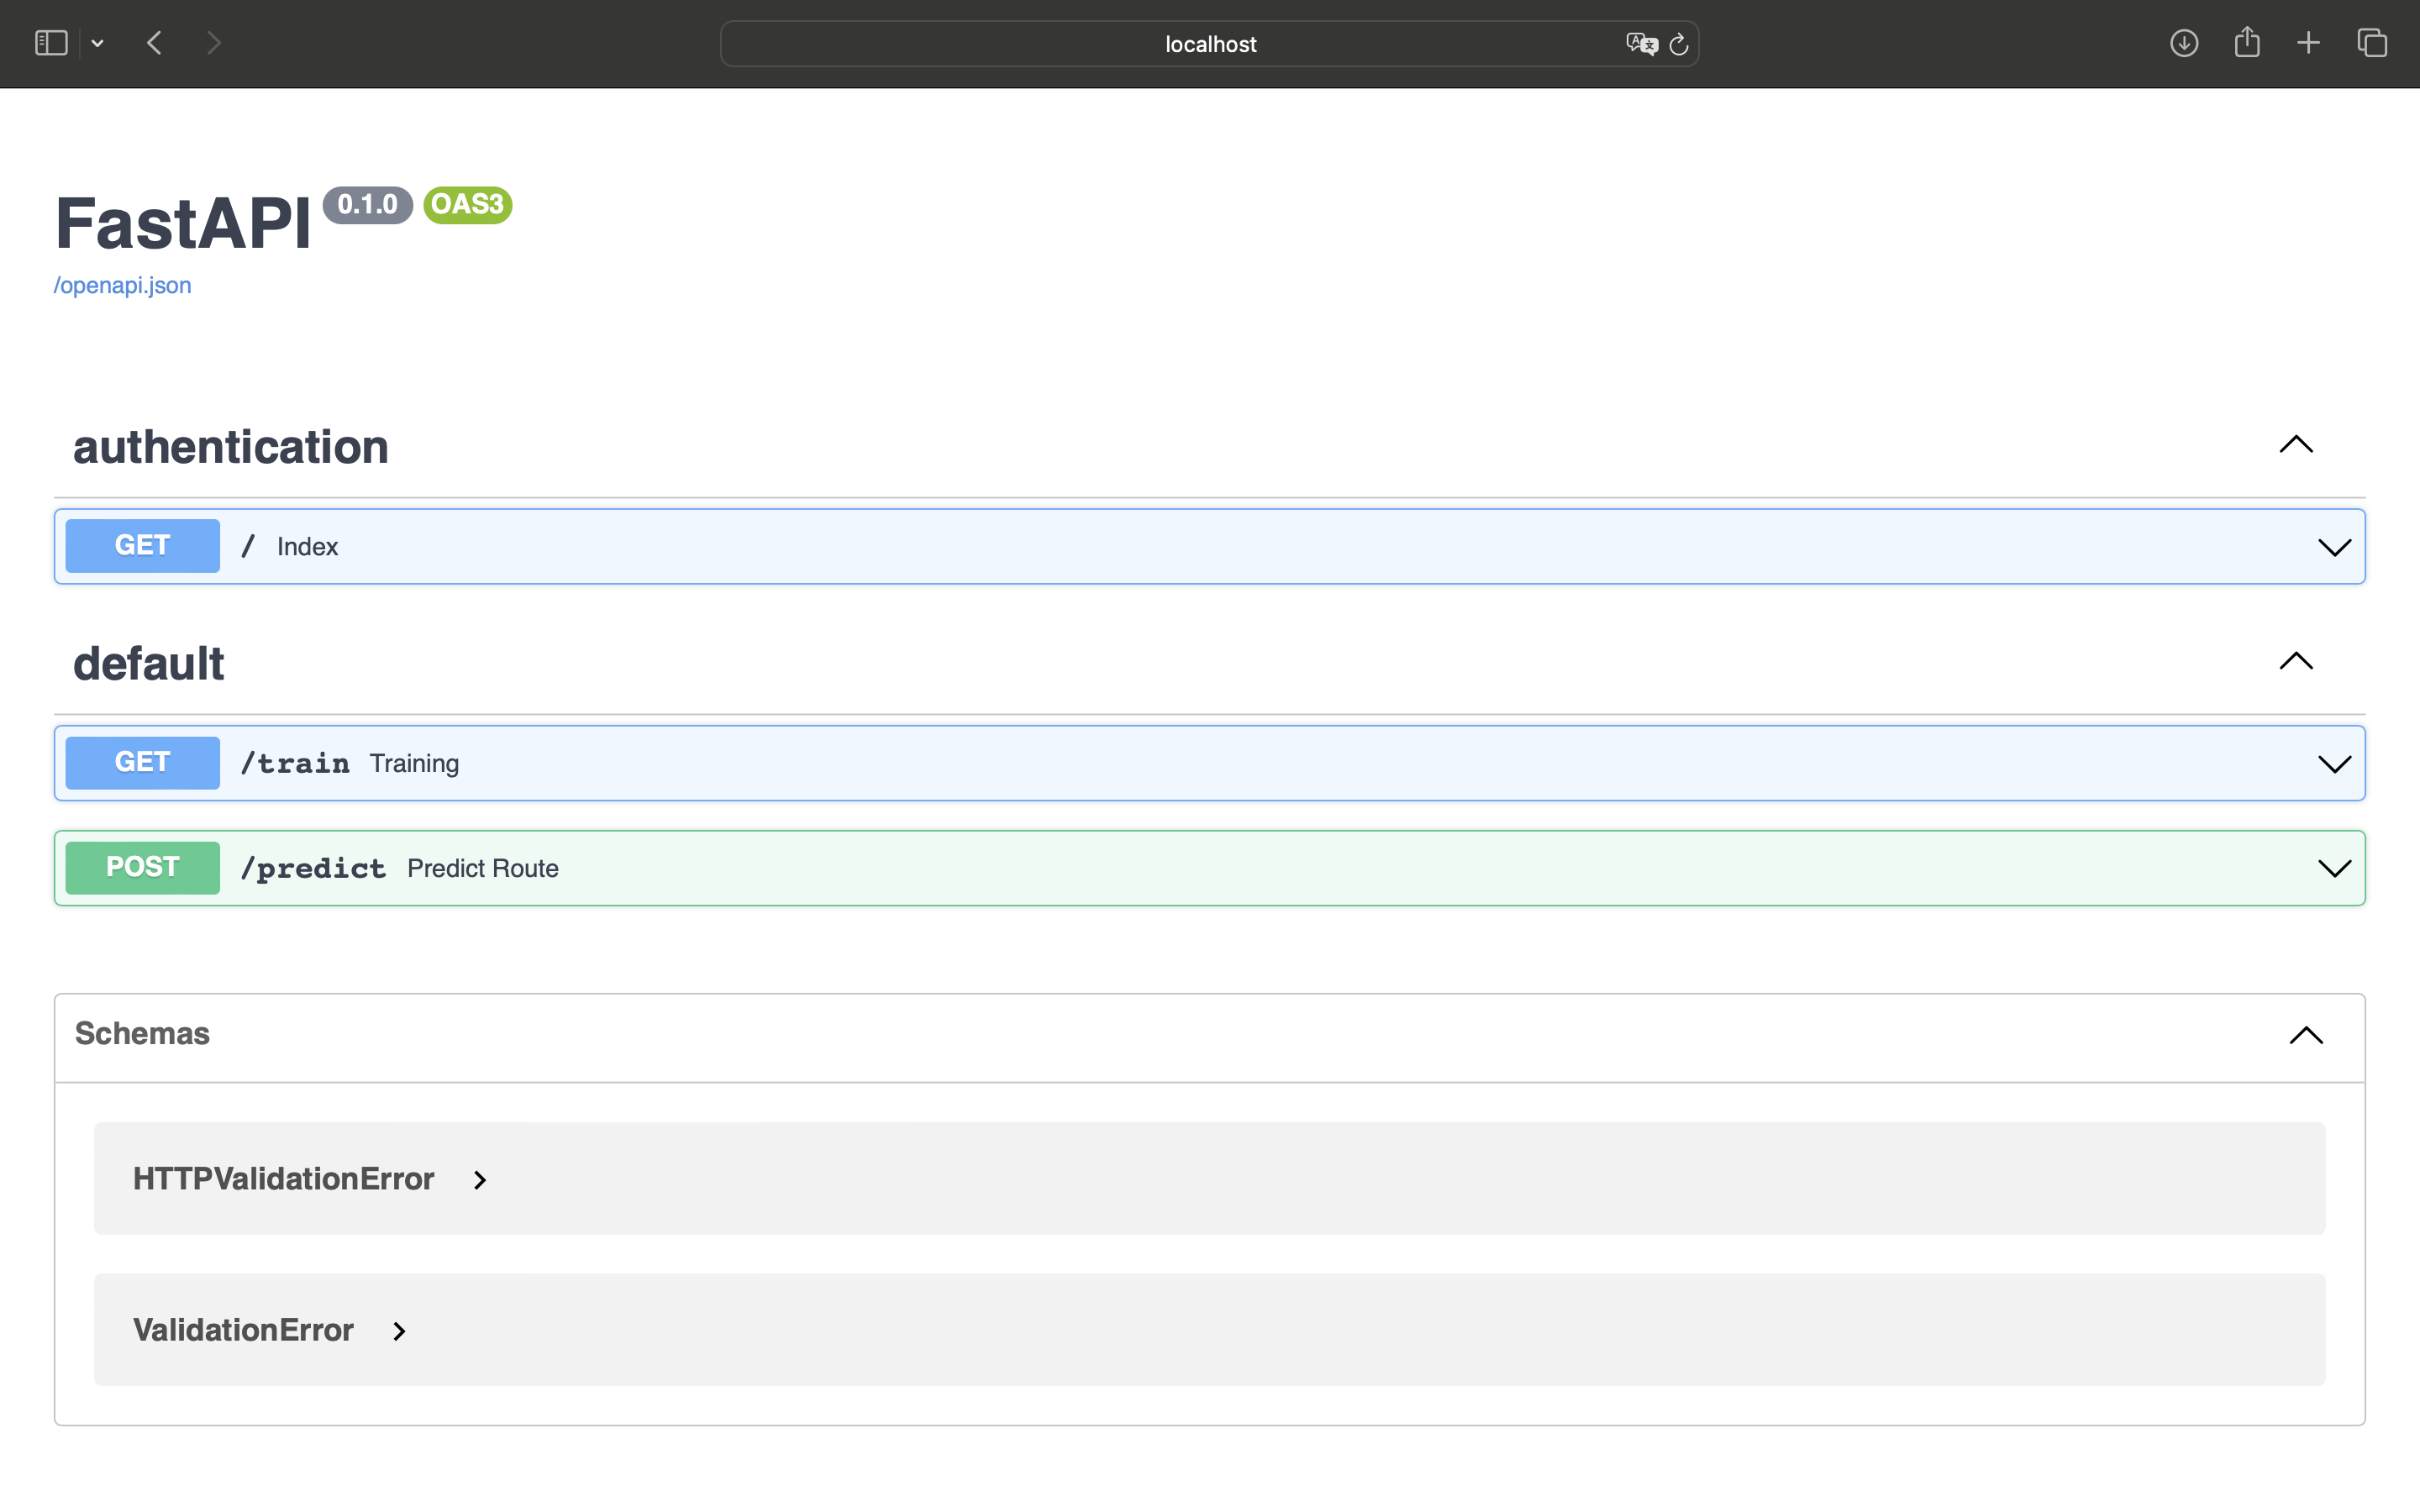 localhost
FastAPI 0.1.0 OAS3
/openapi.json
authentication
GET / Index
default
GET /train Training
POST /predict Predict Route
Schemas
HTTPValidationError
ValidationError